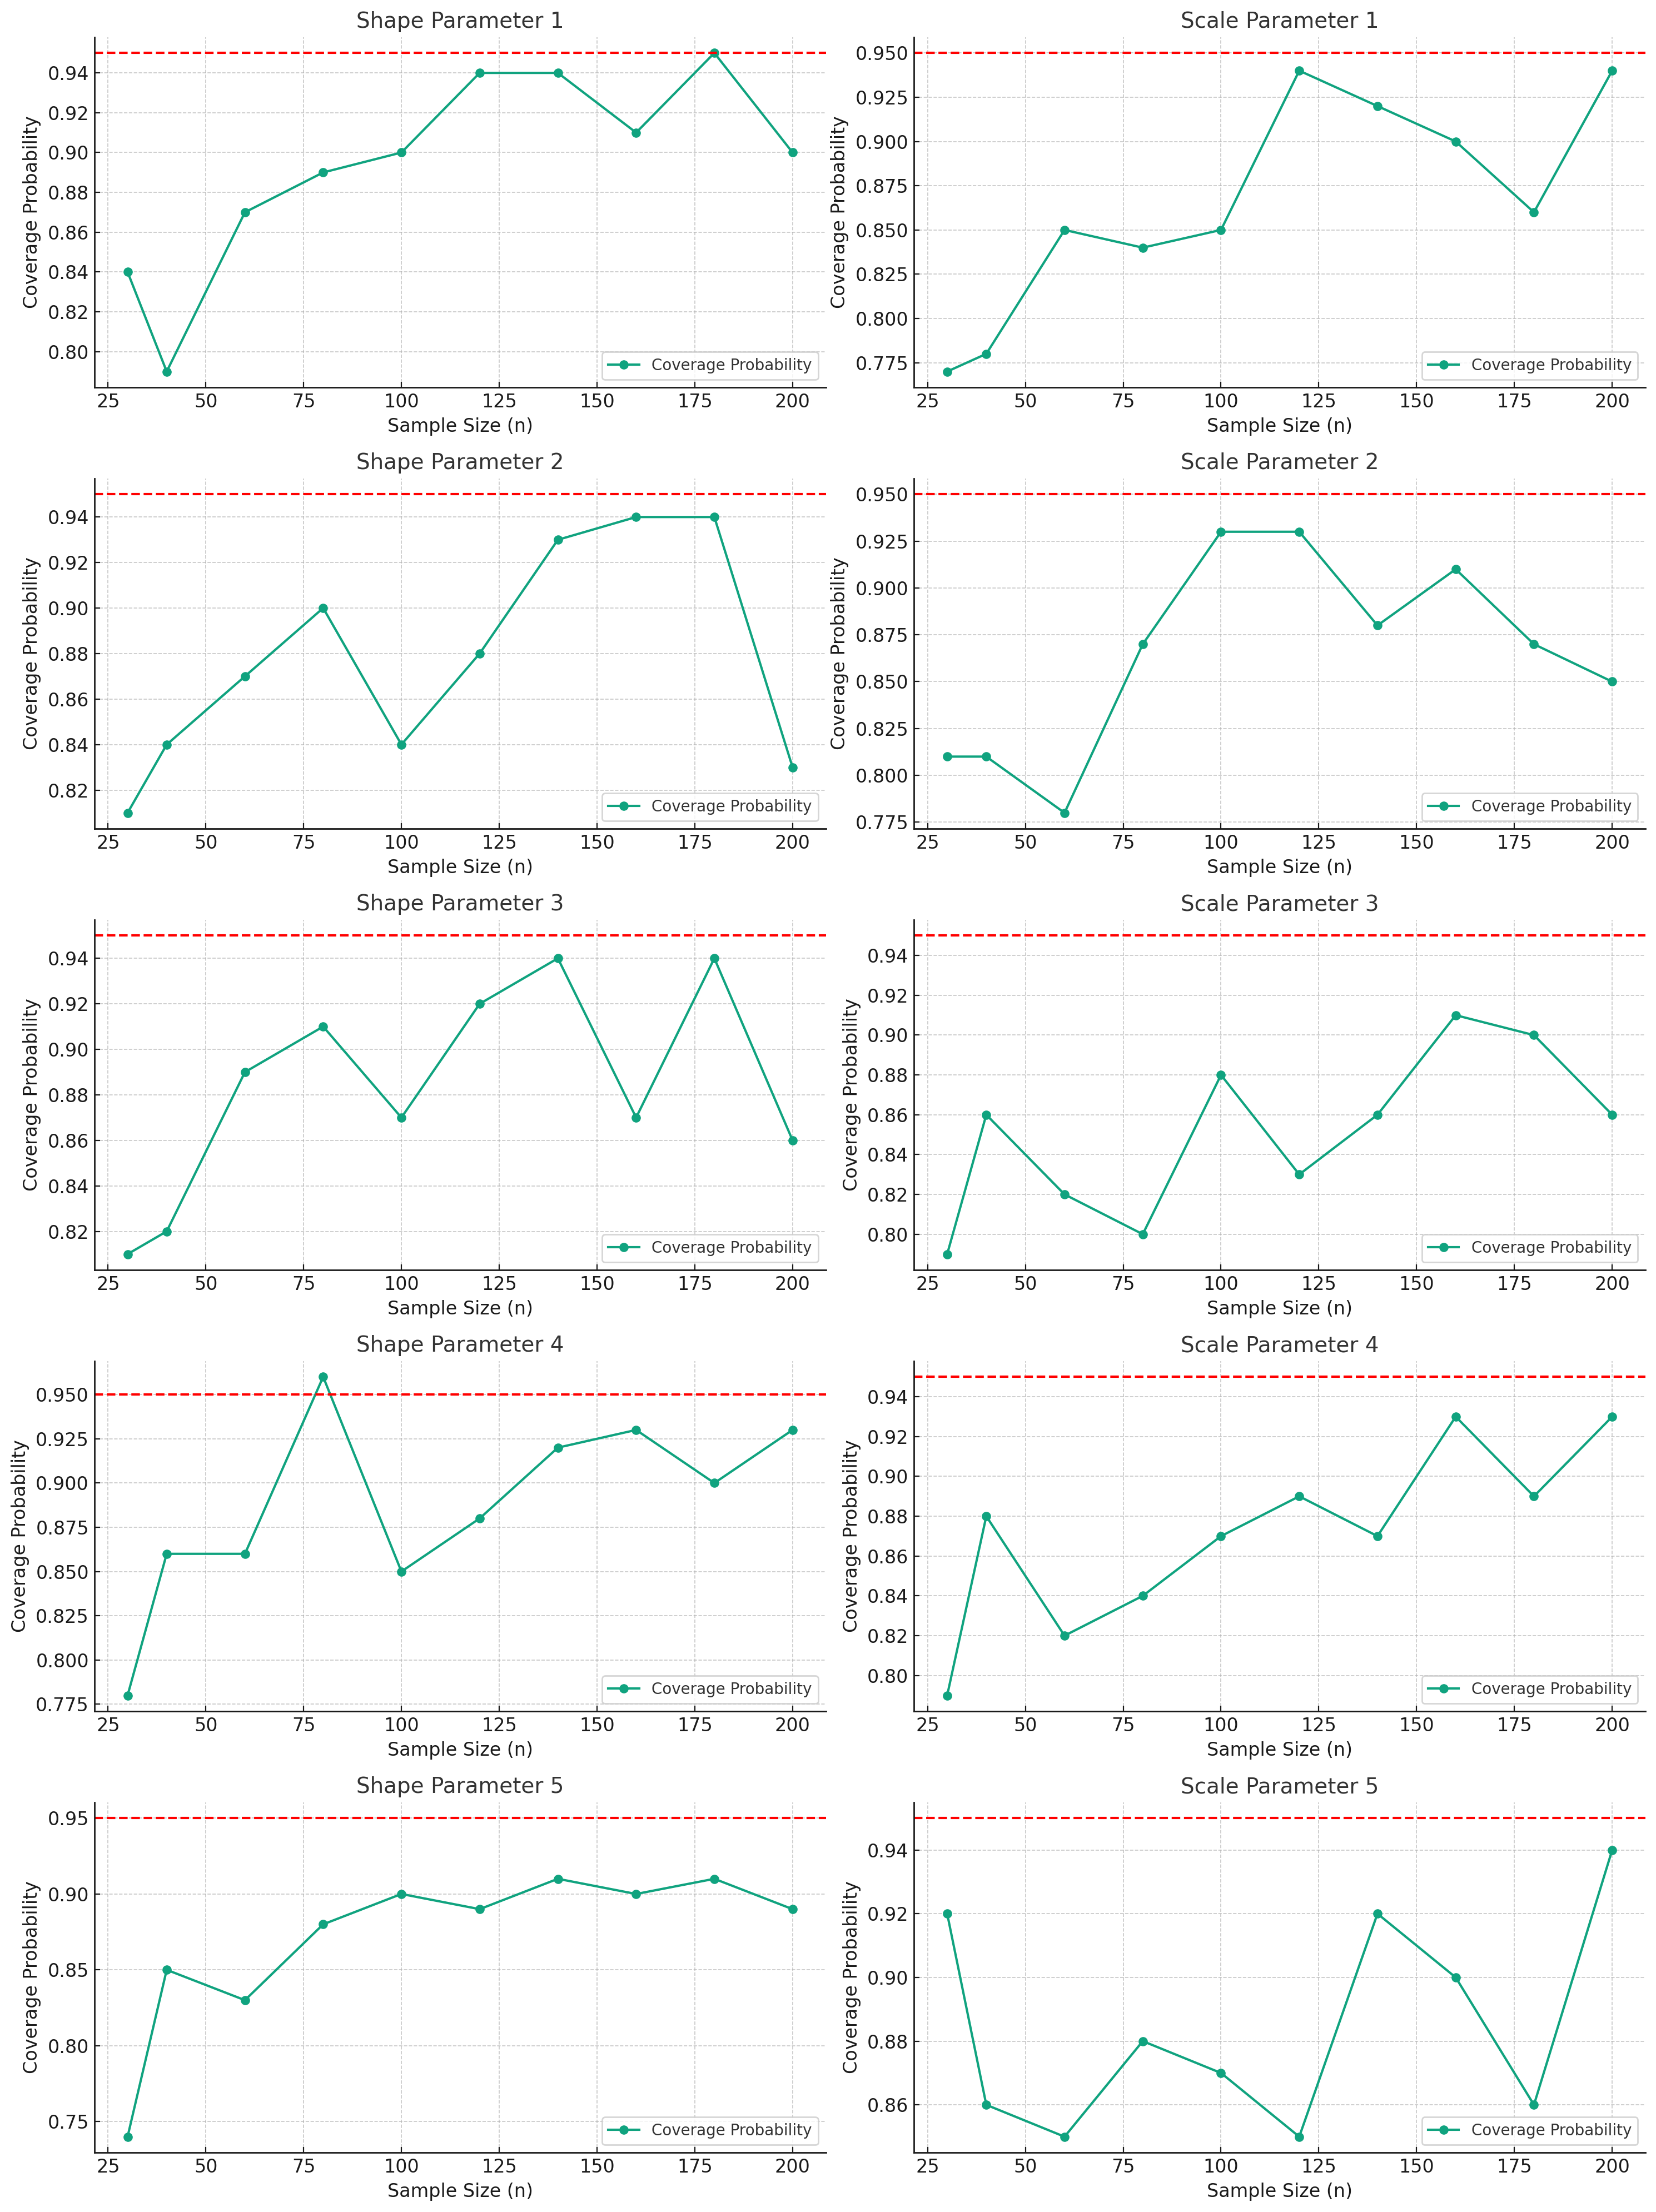 Shape Parameter 1
Coverage Probability
0.94
0.92
0.90
0.88
0.86
0.84
0.82
0.80
25 50 75 100 125 150 175 200
Sample Size (n)
Coverage Probability
Scale Parameter 1
Coverage Probability
0.950
0.925
0.900
0.875
0.850
0.825
0.800
0.775
25 50 75 100 125 150 175 200
Sample Size (n)
Coverage Probability
Shape Parameter 2
Coverage Probability
0.94
0.92
0.90
0.88
0.86
0.84
0.82
25 50 75 100 125 150 175 200
Sample Size (n)
Coverage Probability
Scale Parameter 2
Coverage Probability
0.950
0.925
0.900
0.875
0.850
0.825
0.800
0.775
25 50 75 100 125 150 175 200
Sample Size (n)
Coverage Probability
Shape Parameter 3
Coverage Probability
0.94
0.92
0.90
0.88
0.86
0.84
0.82
25 50 75 100 125 150 175 200
Sample Size (n)
Coverage Probability
Scale Parameter 3
Coverage Probability
0.94
0.92
0.90
0.88
0.86
0.84
0.82
0.80
25 50 75 100 125 150 175 200
Sample Size (n)
Coverage Probability
Shape Parameter 4
Coverage Probability
0.950
0.925
0.900
0.875
0.850
0.825
0.800
0.775
25 50 75 100 125 150 175 200
Sample Size (n)
Coverage Probability
Scale Parameter 4
Coverage Probability
0.94
0.92
0.90
0.88
0.86
0.84
0.82
0.80
25 50 75 100 125 150 175 200
Sample Size (n)
Coverage Probability
Shape Parameter 5
Coverage Probability
0.95
0.90
0.85
0.80
0.75
25 50 75 100 125 150 175 200
Sample Size (n)
Coverage Probability
Scale Parameter 5
Coverage Probability
0.94
0.92
0.90
0.88
0.86
25 50 75 100 125 150 175 200
Sample Size (n)
Coverage Probability